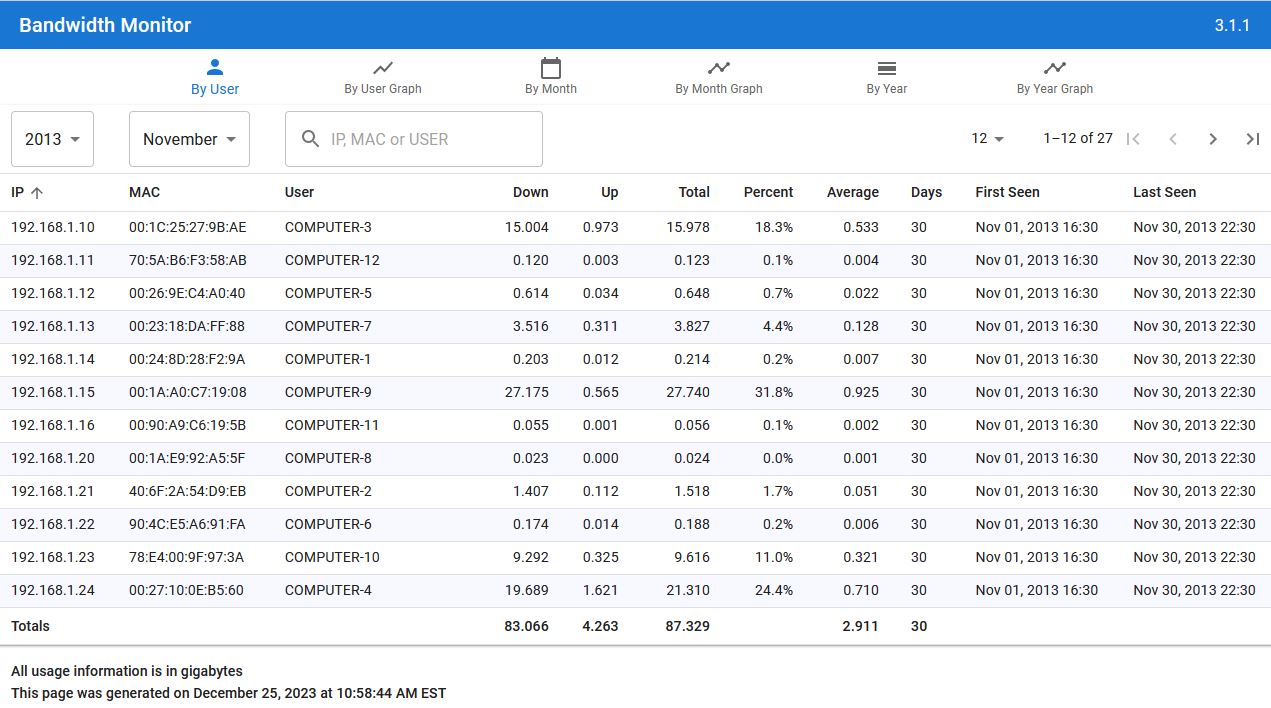 Bandwidth Monitor 3.1.1
By User By User Graph By Month By Month Graph By Year By Year Graph
2013 November IP, MAC or USER 12 1–12 of 27
IP MAC User Down Up Total Percent Average Days First Seen Last Seen
192.168.1.10 00:1C:25:27:9B:AE COMPUTER-3 15.004 0.973 15.978 18.3% 0.533 30 Nov 01, 2013 16:30 Nov 30, 2013 22:30
192.168.1.11 70:5A:B6:F3:58:AB COMPUTER-12 0.120 0.003 0.123 0.1% 0.004 30 Nov 01, 2013 16:30 Nov 30, 2013 22:30
192.168.1.12 00:26:9E:C4:A0:40 COMPUTER-5 0.614 0.034 0.648 0.7% 0.022 30 Nov 01, 2013 16:30 Nov 30, 2013 22:30
192.168.1.13 00:23:18:DA:FF:88 COMPUTER-7 3.516 0.311 3.827 4.4% 0.128 30 Nov 01, 2013 16:30 Nov 30, 2013 22:30
192.168.1.14 00:24:8D:28:F2:9A COMPUTER-1 0.203 0.012 0.214 0.2% 0.007 30 Nov 01, 2013 16:30 Nov 30, 2013 22:30
192.168.1.15 00:1A:A0:C7:19:08 COMPUTER-9 27.175 0.565 27.740 31.8% 0.925 30 Nov 01, 2013 16:30 Nov 30, 2013 22:30
192.168.1.16 00:90:A9:C6:19:5B COMPUTER-11 0.055 0.001 0.056 0.1% 0.002 30 Nov 01, 2013 16:30 Nov 30, 2013 22:30
192.168.1.20 00:1A:E9:92:A5:5F COMPUTER-8 0.023 0.000 0.024 0.0% 0.001 30 Nov 01, 2013 16:30 Nov 30, 2013 22:30
192.168.1.21 40:6F:2A:54:D9:EB COMPUTER-2 1.407 0.112 1.518 1.7% 0.051 30 Nov 01, 2013 16:30 Nov 30, 2013 22:30
192.168.1.22 90:4C:E5:A6:91:FA COMPUTER-6 0.174 0.014 0.188 0.2% 0.006 30 Nov 01, 2013 16:30 Nov 30, 2013 22:30
192.168.1.23 78:E4:00:9F:97:3A COMPUTER-10 9.292 0.325 9.616 11.0% 0.321 30 Nov 01, 2013 16:30 Nov 30, 2013 22:30
192.168.1.24 00:27:10:0E:B5:60 COMPUTER-4 19.689 1.621 21.310 24.4% 0.710 30 Nov 01, 2013 16:30 Nov 30, 2013 22:30
Totals 83.066 4.263 87.329 2.911 30
All usage information is in gigabytes
This page was generated on December 25, 2023 at 10:58:44 AM EST